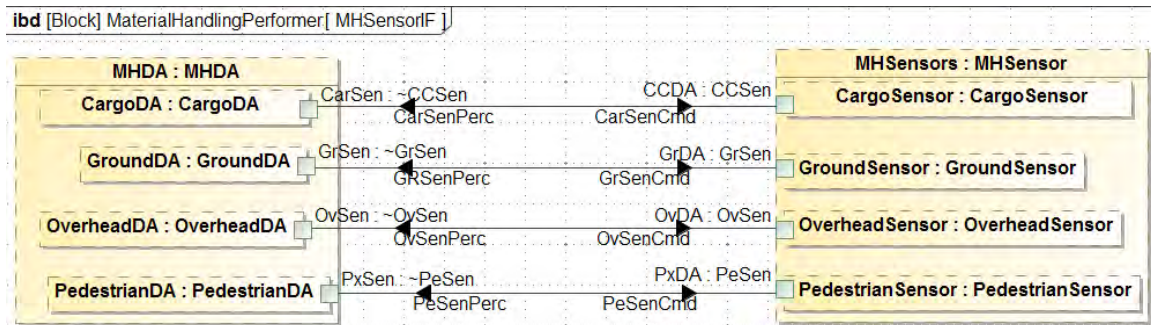 ibd [Block] MaterialHandlingPerformer[ MHSensorIF ]
MHDA : MHDA
MHSensors : MHSensor
CargoDA : CargoDA
CarSen : ~CCSen
CarSenPerc
CCDA : CCSen
CarSenCmd
CargoSensor : CargoSensor
GroundDA : GroundDA
GrSen : ~GrSen
GRSenPerc
GrDA : GrSen
GrSenCmd
GroundSensor : GroundSensor
OverheadDA : OverheadDA
OvSen : ~OvSen
OvSenPerc
OvDA : OvSen
OvSenCmd
OverheadSensor : OverheadSensor
PedestrianDA : PedestrianDA
PxSen : ~PeSen
PeSenPerc
PxDA : PeSen
PeSenCmd
PedestrianSensor : PedestrianSensor